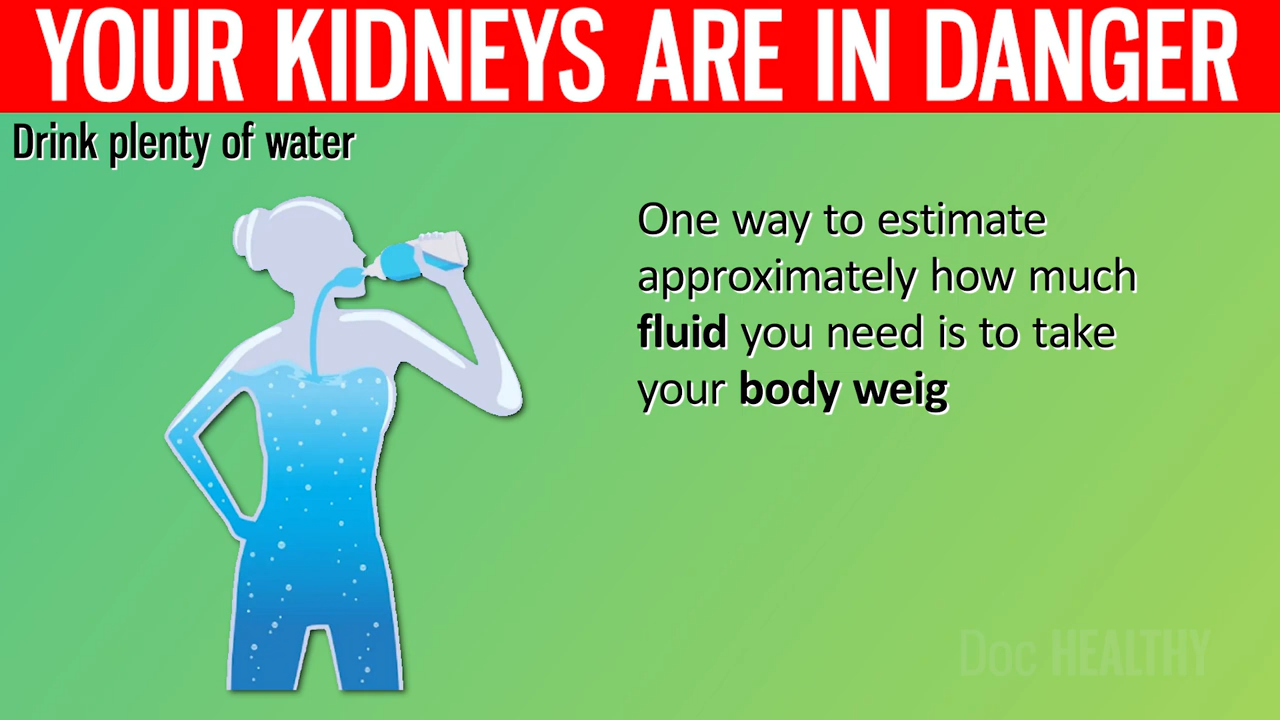 YOUR KIDNEYS ARE IN DANGER
Drink plenty of water
One way to estimate
approximately how much
fluid you need is to take
your body weig
Doc HEALTHY